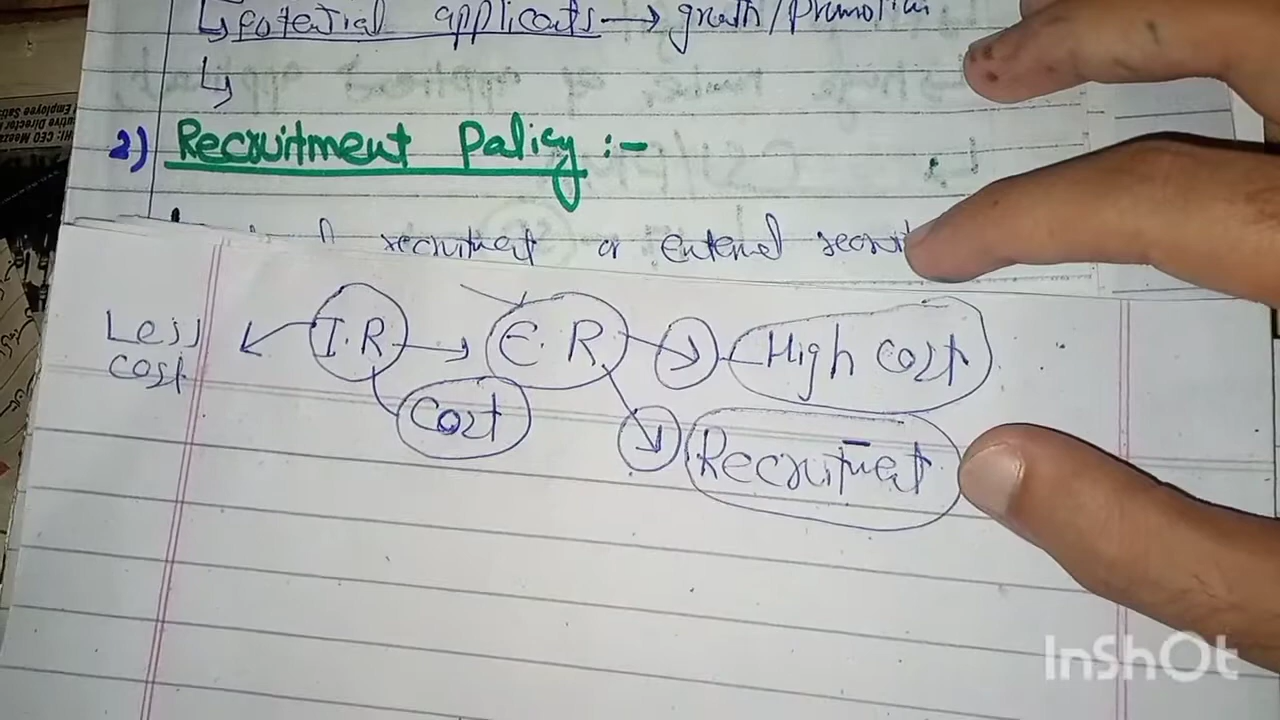 ↳ potential applicants → growth/promotion
↳
2) Recruitment Policy :-
recruitment or external recruit
Less cost
I.R → E.R → High cost
Cost
Recruitment
InShOt